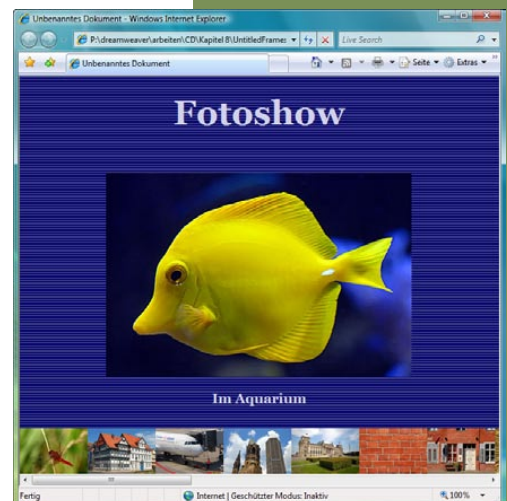 Unbenanntes Dokument - Windows Internet Explorer
P:\dreamweaver\arbeiten\CD\Kapitel 8\UntitledFrames
Live Search
Unbenanntes Dokument
Seite
Extras
Fotoshow
Im Aquarium
Fertig
Internet | Geschützter Modus: Inaktiv
100%